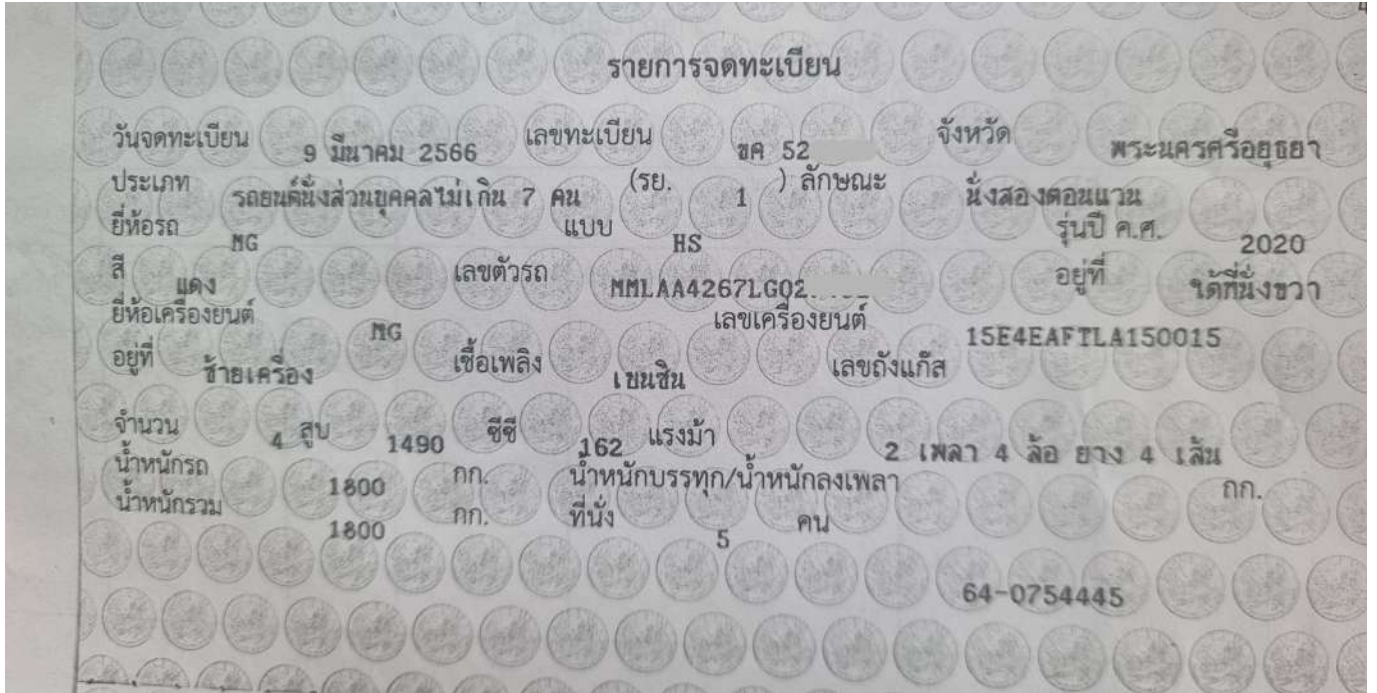 รายการจดทะเบียน
วันจดทะเบียน 9 มีนาคม 2566 เลขทะเบียน ขค 52 จังหวัด พระนครศรีอยุธยา
ประเภท รถยนต์นั่งส่วนบุคคลไม่เกิน 7 คน (รย. 1 ) ลักษณะ นั่งสองตอนแวน
ยี่ห้อรถ MG แบบ HS รุ่นปี ค.ศ. 2020
สี แดง เลขตัวรถ MMLAA4267LG02 อยู่ที่ ใต้ที่นั่งขวา
ยี่ห้อเครื่องยนต์ MG เลขเครื่องยนต์ 15E4EAFTLA150015
อยู่ที่ ซ้ายเครื่อง เชื้อเพลิง เบนซิน เลขถังแก๊ส
จำนวน 4 สูบ 1490 ซีซี 162 แรงม้า 2 เพลา 4 ล้อ ยาง 4 เส้น
น้ำหนักรถ 1800 กก. น้ำหนักบรรทุก/น้ำหนักลงเพลา กก.
น้ำหนักรวม 1800 กก. ที่นั่ง 5 คน
64-0754445